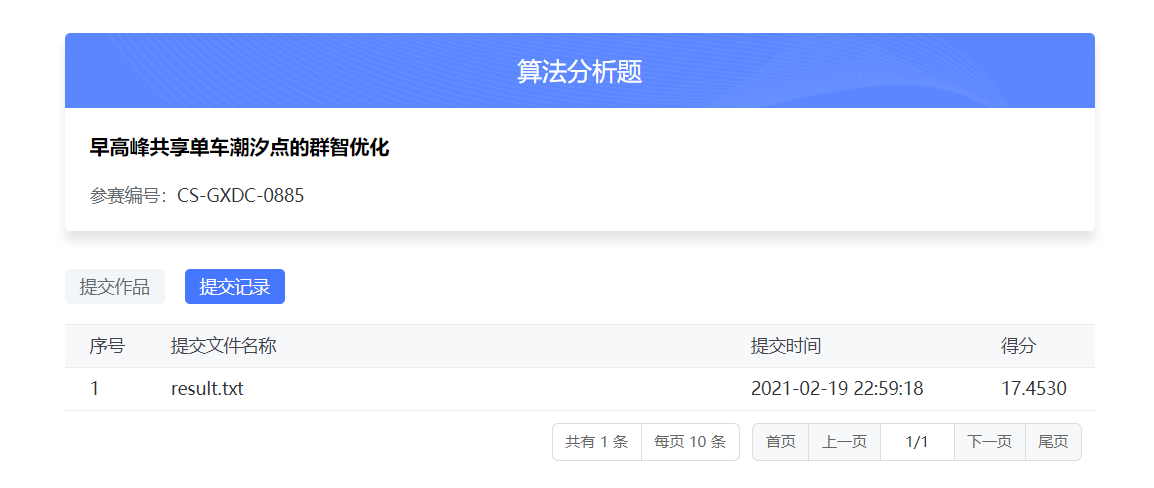 算法分析题
早高峰共享单车潮汐点的群智优化
参赛编号：CS-GXDC-0885
提交作品 提交记录
序号 提交文件名称 提交时间 得分
1 result.txt 2021-02-19 22:59:18 17.4530
共有 1 条 每页 10 条 首页 上一页 1/1 下一页 尾页